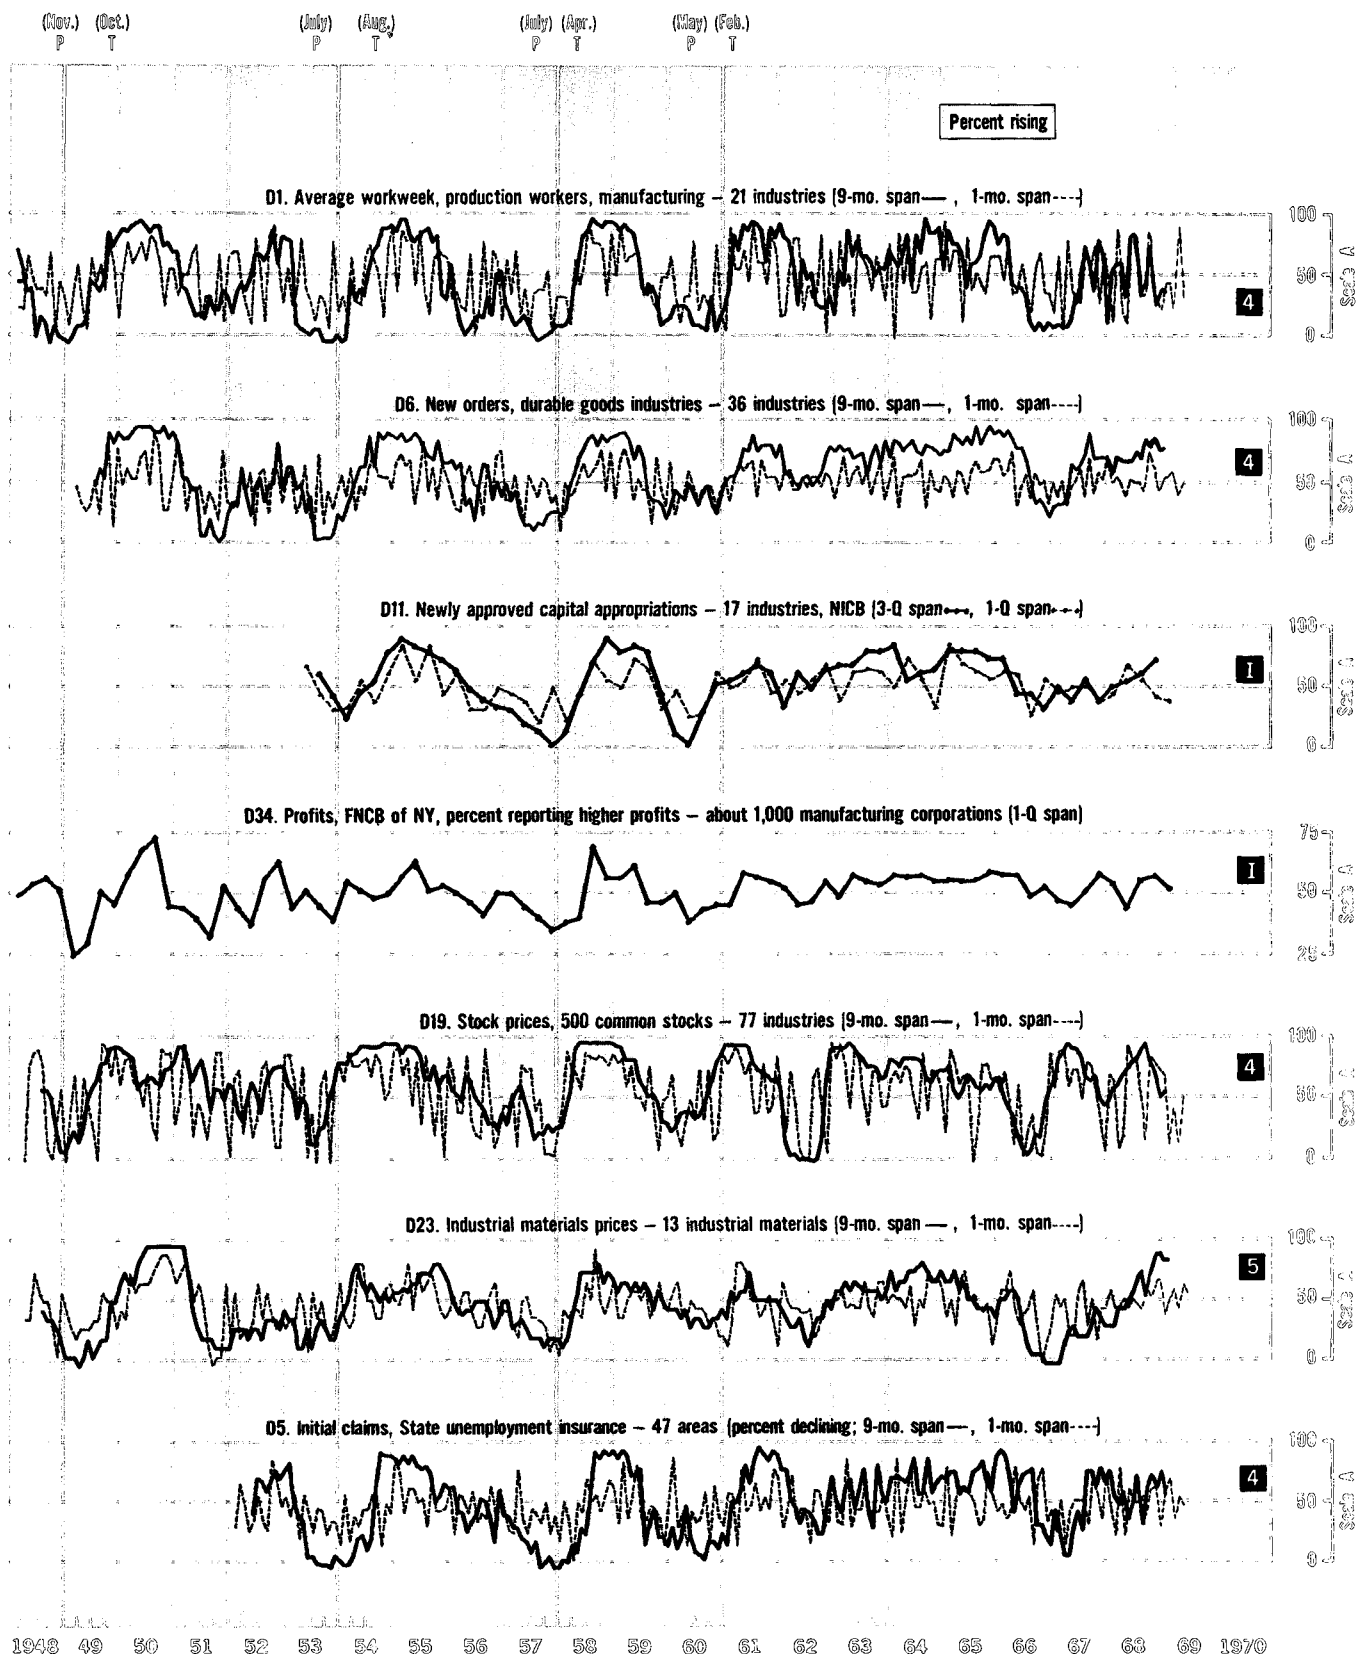 (Nov.) (Oct.) (July) (Aug.) (July) (Apr.) (May) (Feb.)
P T P T P T P T
Percent rising
D1. Average workweek, production workers, manufacturing – 21 industries (9-mo. span—, 1-mo. span----)
100
50
0
Scale A
4
D6. New orders, durable goods industries – 36 industries (9-mo. span—, 1-mo. span----)
100
50
0
Scale A
4
D11. Newly approved capital appropriations – 17 industries, NICB (3-Q span•—•, 1-Q span•--•)
100
50
0
Scale A
I
D34. Profits, FNCB of NY, percent reporting higher profits – about 1,000 manufacturing corporations (1-Q span)
75
50
25
Scale A
I
D19. Stock prices, 500 common stocks – 77 industries (9-mo. span—, 1-mo. span----)
100
50
0
Scale A
4
D23. Industrial materials prices – 13 industrial materials (9-mo. span—, 1-mo. span----)
100
50
0
Scale A
5
D5. Initial claims, State unemployment insurance – 47 areas (percent declining; 9-mo. span—, 1-mo. span----)
100
50
0
Scale A
4
1948 49 50 51 52 53 54 55 56 57 58 59 60 61 62 63 64 65 66 67 68 69 1970